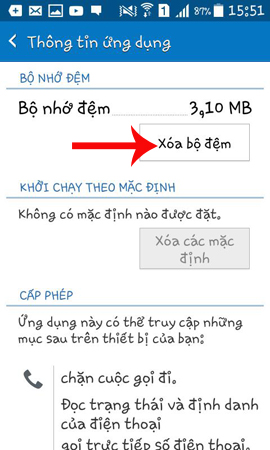 1 87% 15:51
Thông tin ứng dụng
BỘ NHỚ ĐỆM
Bộ nhớ đệm 3,10 MB
Xóa bộ đệm
KHỞI CHẠY THEO MẶC ĐỊNH
Không có mặc định nào được đặt.
Xóa các mặc
định
CẤP PHÉP
Ứng dụng này có thể truy cập những
mục sau trên thiết bị của bạn:
chặn cuộc gọi đi.
Đọc trạng thái và định danh
của điện thoại
gọi trực tiếp số điện thoại.